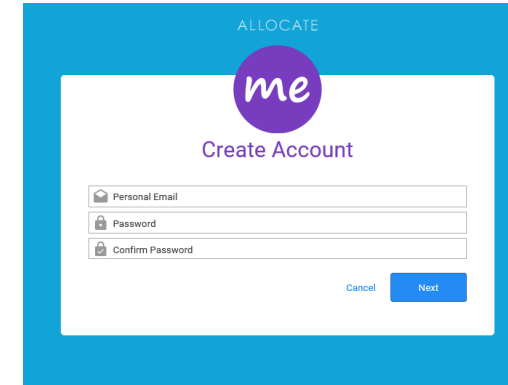 ALLOCATE
me
Create Account
Personal Email
Password
Confirm Password
Cancel Next